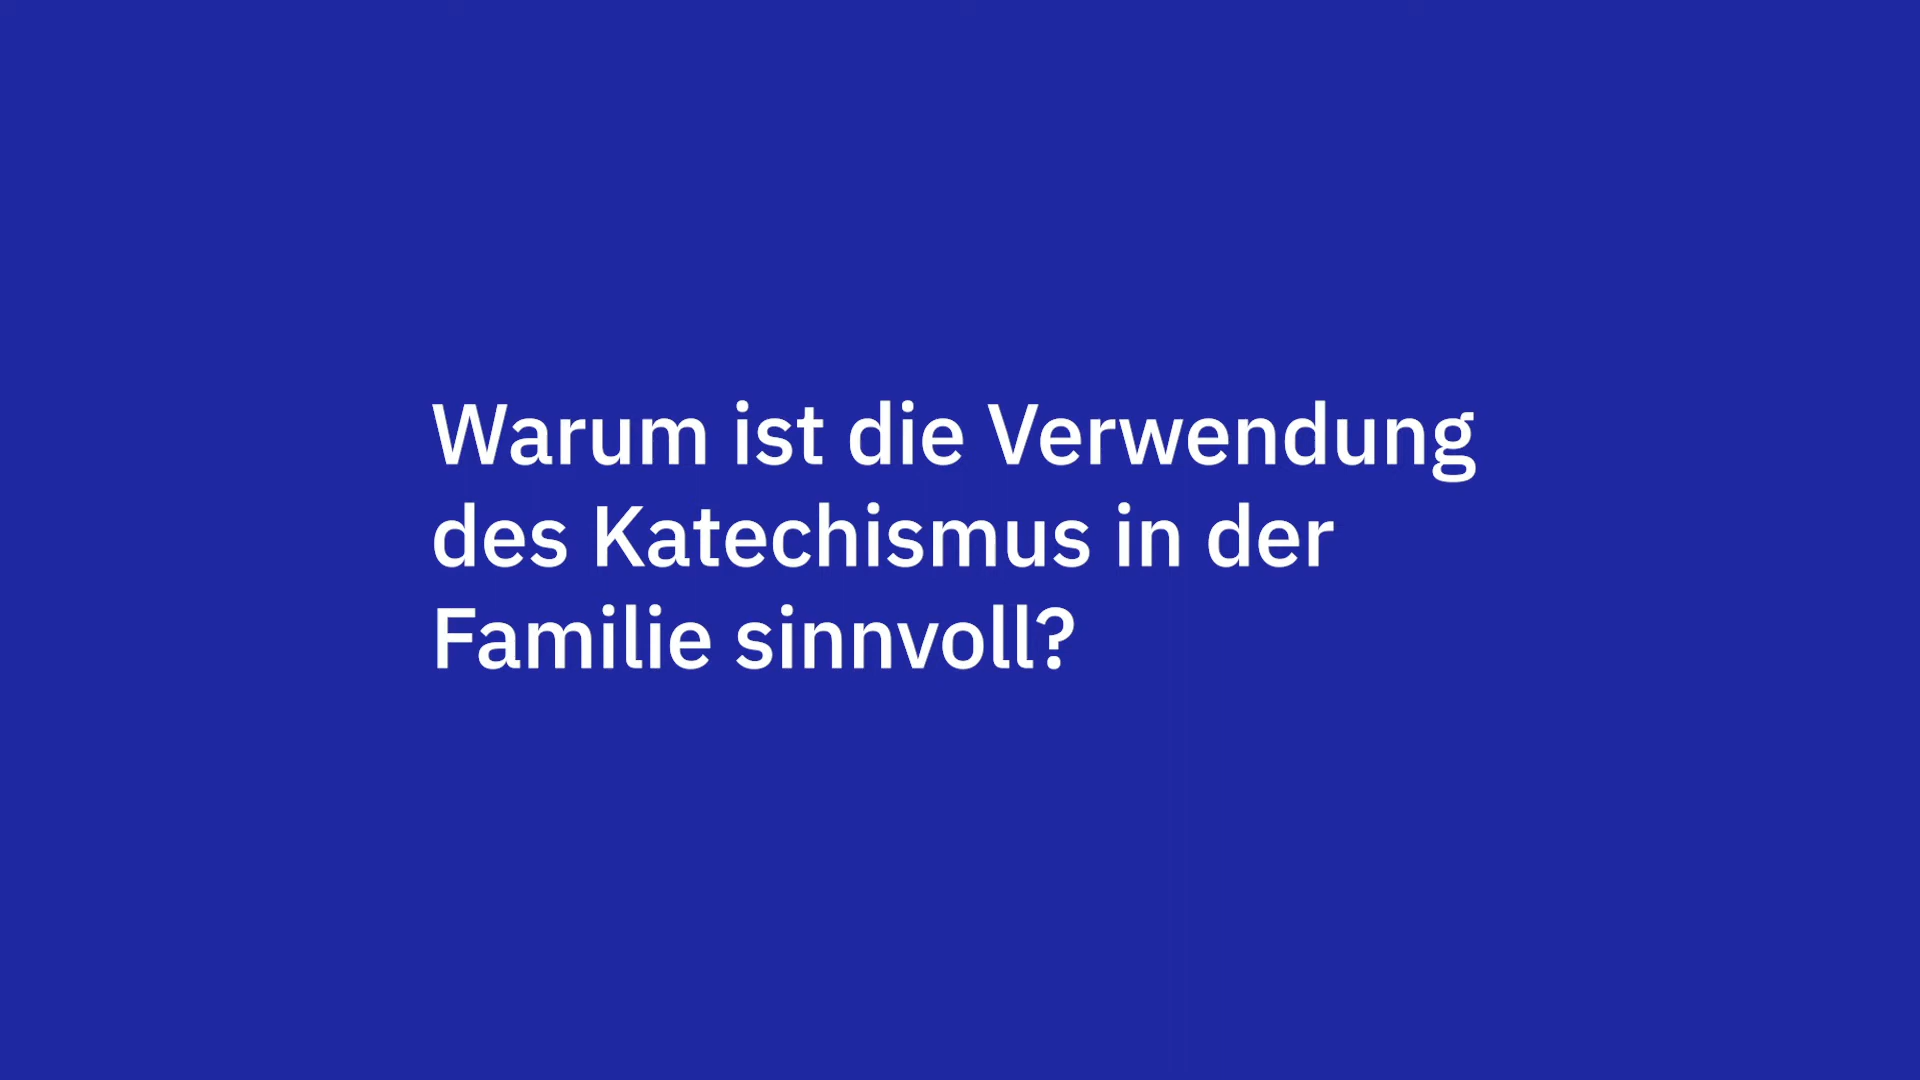 Warum ist die Verwendung
des Katechismus in der
Familie sinnvoll?